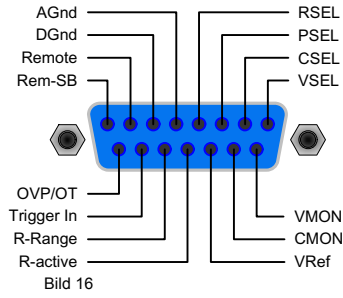 AGnd
DGnd
Remote
Rem-SB
RSEL
PSEL
CSEL
VSEL
OVP/OT
Trigger In
R-Range
R-active
VMON
CMON
VRef
Bild 16